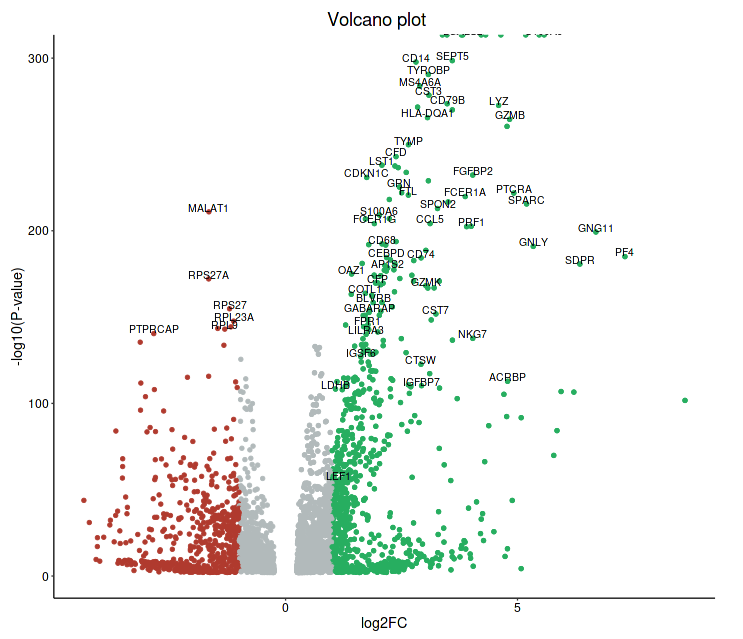 Volcano plot
300
CD14
SEPT5
TYROBP
MS4A6A
CST3
CD79B
LYZ
HLA-DQA1
GZMB
TYMP
CFD
LST1
CDKN1C
FGFBP2
GRN
FTL
FCER1A
PTCRA
SPARC
SPON2
MALAT1
S100A6
FCER1G
CCL5
PRF1
200
GNG11
CD68
GNLY
CEBPD
CD74
PF4
AP1S2
SDPR
OAZ1
RPS27A
CFP
GZMK
COTL1
BLVRB
RPS27
GABARAP
CST7
RPL23A
FPR1
PTPRCAP
LILRA3
NKG7
IGSF6
CTSW
LDHB
IGFBP7
ACRBP
100
LEF1
0
-log10(P-value)
0
5
log2FC